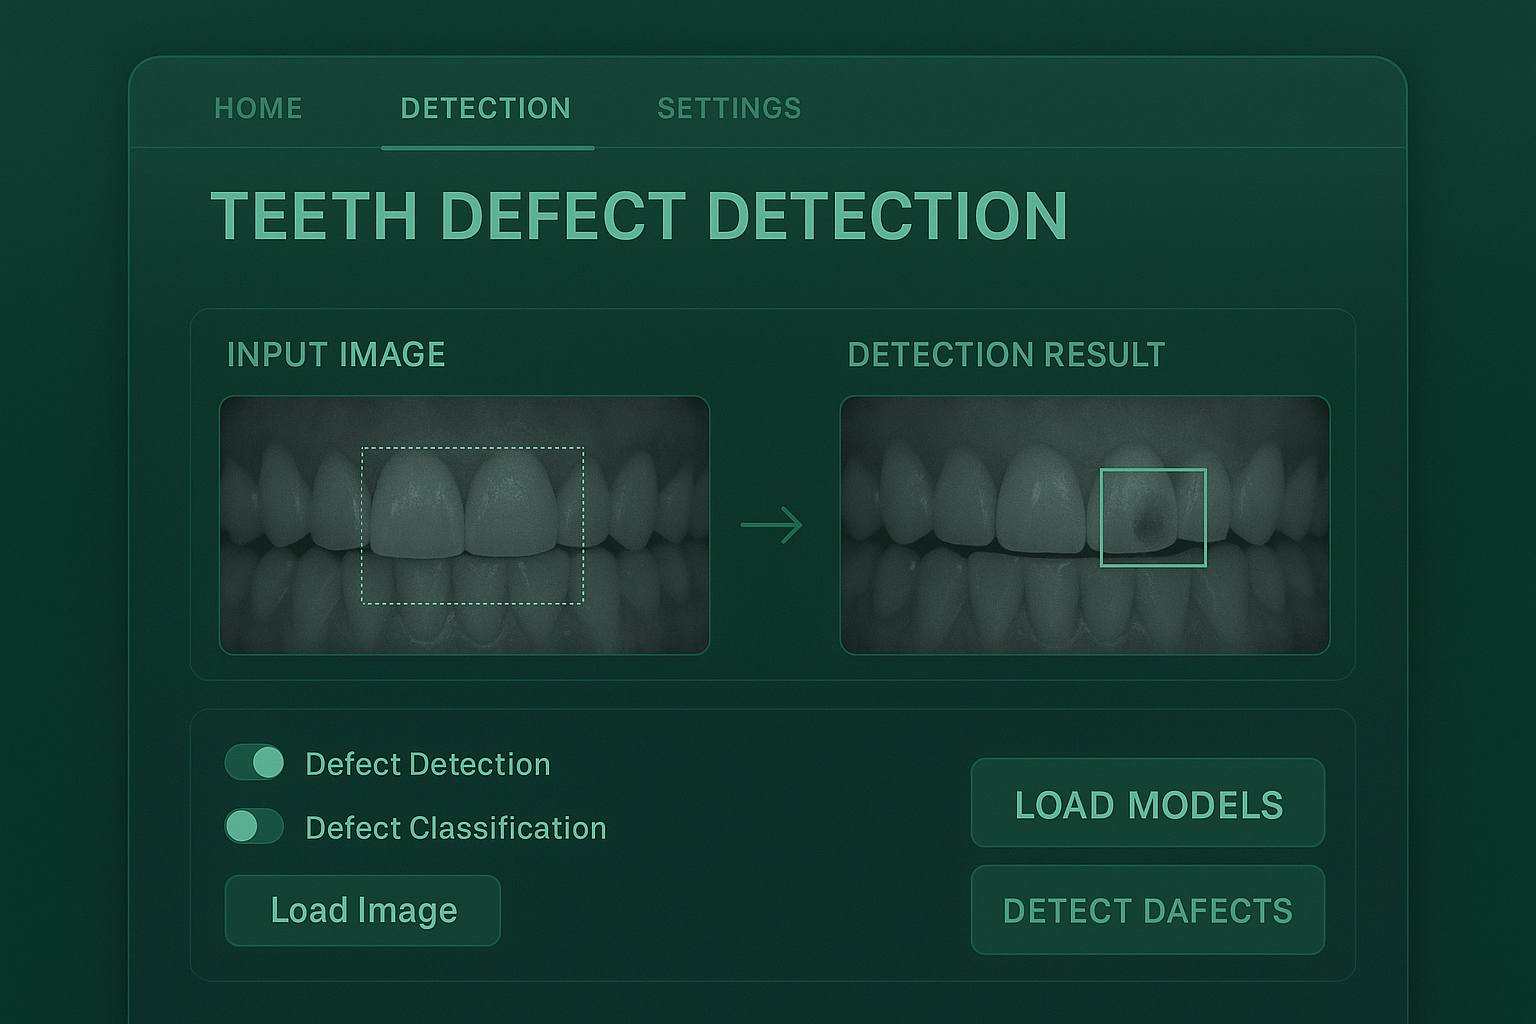 HOME DETECTION SETTINGS
TEETH DEFECT DETECTION
INPUT IMAGE
DETECTION RESULT
Defect Detection
Defect Classification
Load Image
LOAD MODELS
DETECT DAFECTS